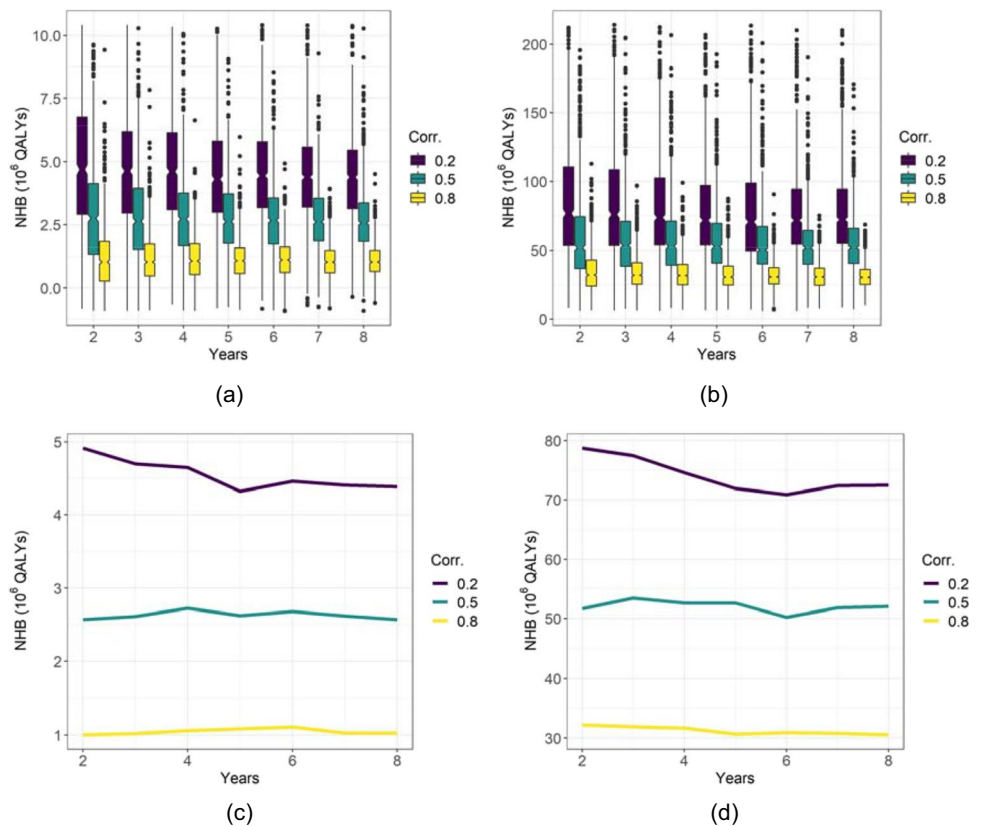 10.0
7.5
5.0
2.5
0.0
NHB (10⁶ QALYs)
2 3 4 5 6 7 8
Years
Corr.
0.2
0.5
0.8
(a)
200
150
100
50
0
NHB (10⁶ QALYs)
2 3 4 5 6 7 8
Years
Corr.
0.2
0.5
0.8
(b)
5
4
3
2
1
NHB (10⁶ QALYs)
2 4 6 8
Years
Corr.
0.2
0.5
0.8
(c)
80
70
60
50
40
30
NHB (10⁶ QALYs)
2 4 6 8
Years
Corr.
0.2
0.5
0.8
(d)